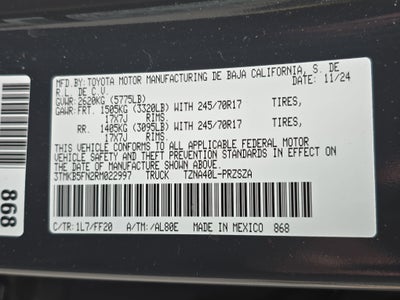 MFD.BY:TOYOTA MOTOR MANUFACTURING DE BAJA CALIFORNIA, S. DE
R.L. DE C.V. 11/24
GVWR:2620KG (5775LB)
GAWR:FRT. 1505KG (3320LB) WITH 245/70R17 TIRES,
17X7J RIMS.
RR. 1405KG (3095LB) WITH 245/70R17 TIRES,
17X7J RIMS.
THIS VEHICLE CONFORMS TO ALL APPLICABLE FEDERAL MOTOR
VEHICLE SAFETY AND THEFT PREVENTION STANDARDS IN EFFECT ON
THE DATE OF MANUFACTURE SHOWN ABOVE.
3TMKB5FN2RM022997 TRUCK TZNA40L-PRZSZA
C/TR:1L7/FF20 A/TM:/AL80E MADE IN MEXICO 868
868